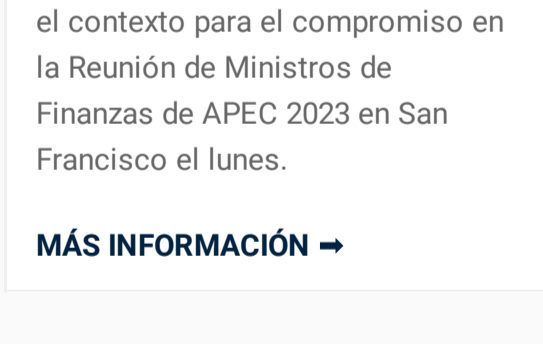 el contexto para el compromiso en
la Reunión de Ministros de
Finanzas de APEC 2023 en San
Francisco el lunes.
MÁS INFORMACIÓN ➡